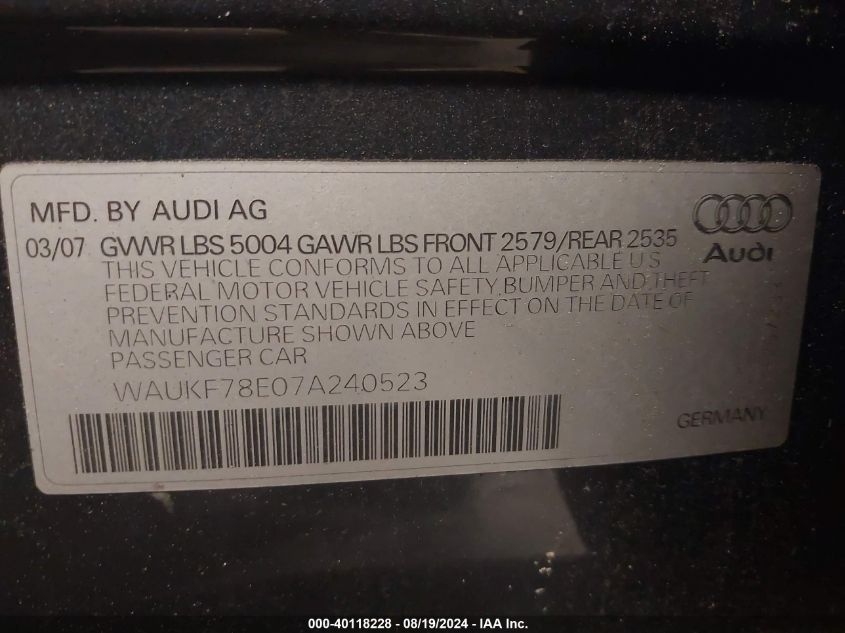 MFD. BY AUDI AG
03/07 GVWR LBS 5004 GAWR LBS FRONT 2579/REAR 2535
THIS VEHICLE CONFORMS TO ALL APPLICABLE U S
FEDERAL MOTOR VEHICLE SAFETY,BUMPER AND THEFT
PREVENTION STANDARDS IN EFFECT ON THE DATE OF
MANUFACTURE SHOWN ABOVE
PASSENGER CAR
WAUKF78E07A240523
Audi
GERMANY
000-40118228 - 08/19/2024 - IAA Inc.